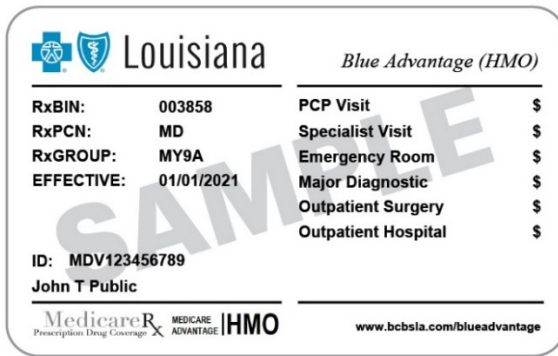 Louisiana
Blue Advantage (HMO)
RxBIN: 003858
RxPCN: MD
RxGROUP: MY9A
EFFECTIVE: 01/01/2021
PCP Visit $
Specialist Visit $
Emergency Room $
Major Diagnostic $
Outpatient Surgery $
Outpatient Hospital $
SAMPLE
ID: MDV123456789
John T Public
MedicareRx
Prescription Drug Coverage
MEDICARE
ADVANTAGE
HMO
www.bcbsla.com/blueadvantage